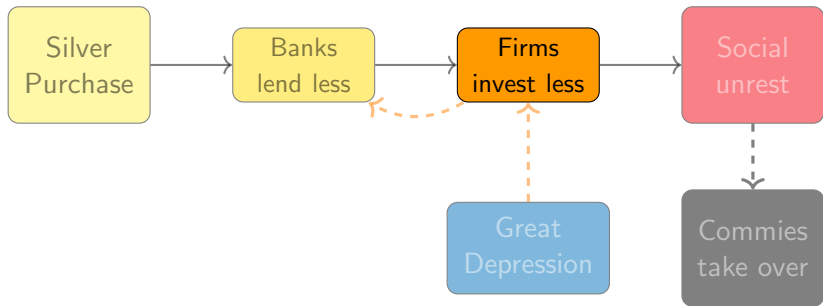 Silver
Purchase
Banks
lend less
Firms
invest less
Social
unrest
Great
Depression
Commies
take over